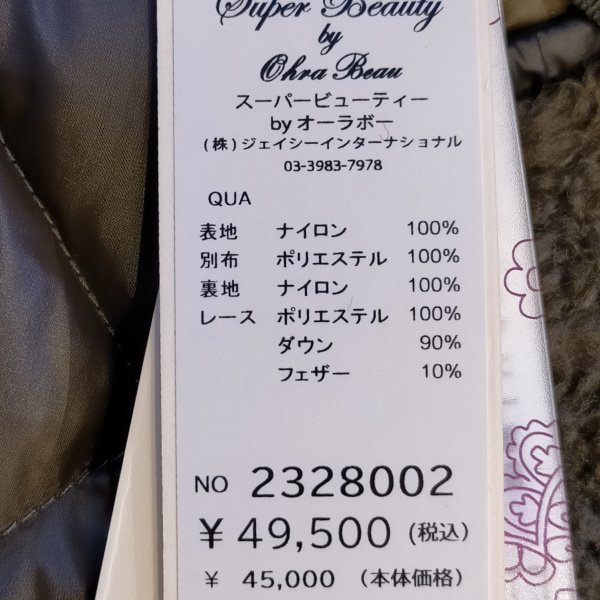 Super Beauty
by
Ohra Beau
スーパービューティー
by オーラボー
(株)ジェイシーインターナショナル
03-3983-7978
QUA
表地 ナイロン 100%
別布 ポリエステル 100%
裏地 ナイロン 100%
レース ポリエステル 100%
ダウン 90%
フェザー 10%
NO 2328002
¥ 49,500 (税込)
¥ 45,000 (本体価格)